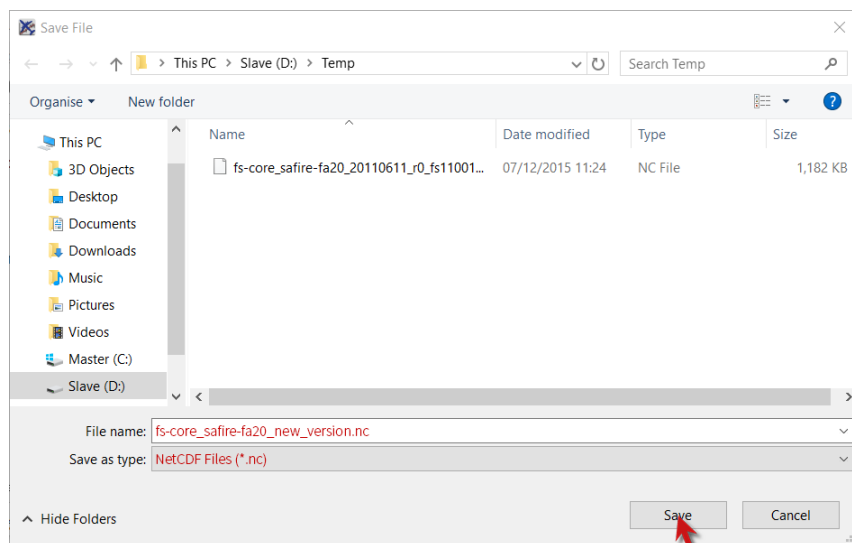 Save File
This PC > Slave (D:) > Temp
Search Temp
Organise
New folder
?
Name Date modified Type Size
fs-core_safire-fa20_20110611_r0_fs11001... 07/12/2015 11:24 NC File 1,182 KB
This PC
3D Objects
Desktop
Documents
Downloads
Music
Pictures
Videos
Master (C:)
Slave (D:)
File name: fs-core_safire-fa20_new_version.nc
Save as type: NetCDF Files (*.nc)
Hide Folders
Save
Cancel